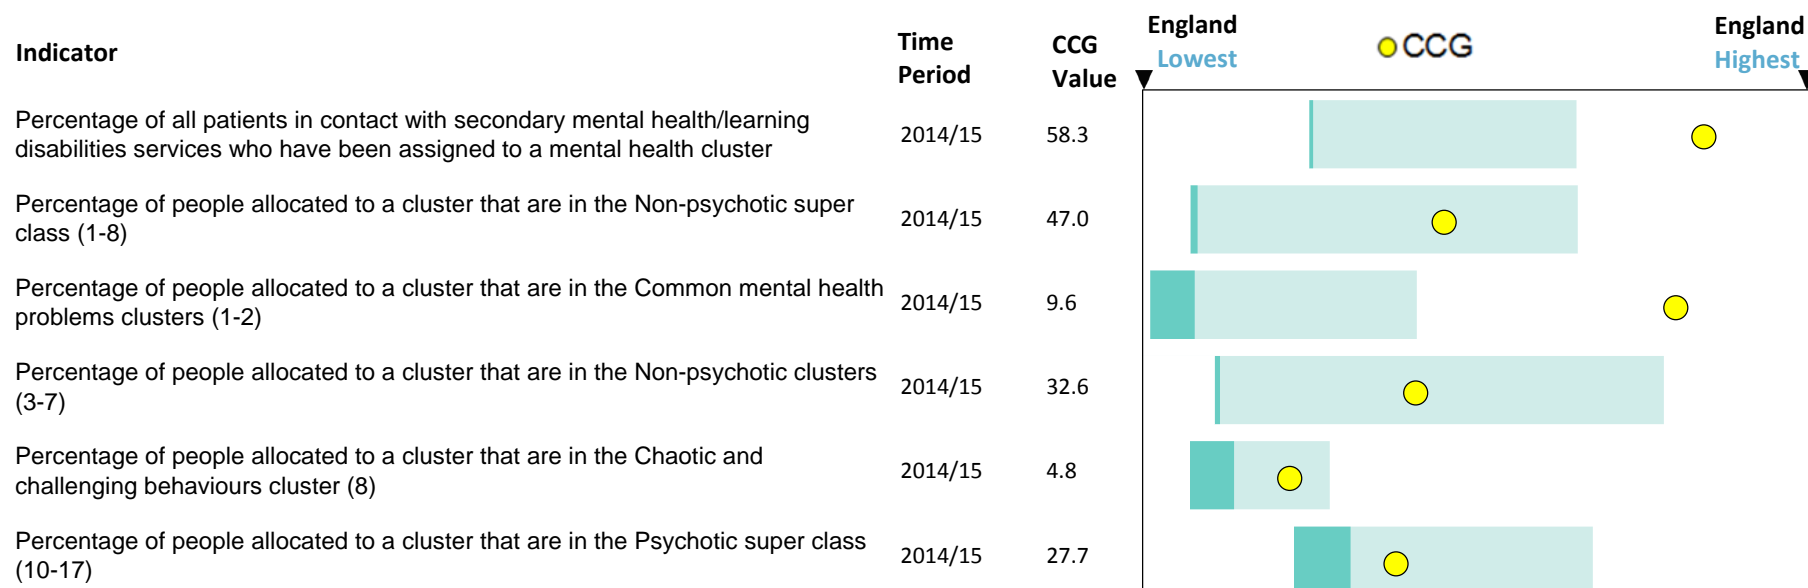 Indicator
Time
Period
CCG
Value
England
Lowest
CCG
England
Highest
Percentage of all patients in contact with secondary mental health/learning
disabilities services who have been assigned to a mental health cluster
2014/15
58.3
Percentage of people allocated to a cluster that are in the Non-psychotic super
class (1-8)
2014/15
47.0
Percentage of people allocated to a cluster that are in the Common mental health
problems clusters (1-2)
2014/15
9.6
Percentage of people allocated to a cluster that are in the Non-psychotic clusters
(3-7)
2014/15
32.6
Percentage of people allocated to a cluster that are in the Chaotic and
challenging behaviours cluster (8)
2014/15
4.8
Percentage of people allocated to a cluster that are in the Psychotic super class
(10-17)
2014/15
27.7